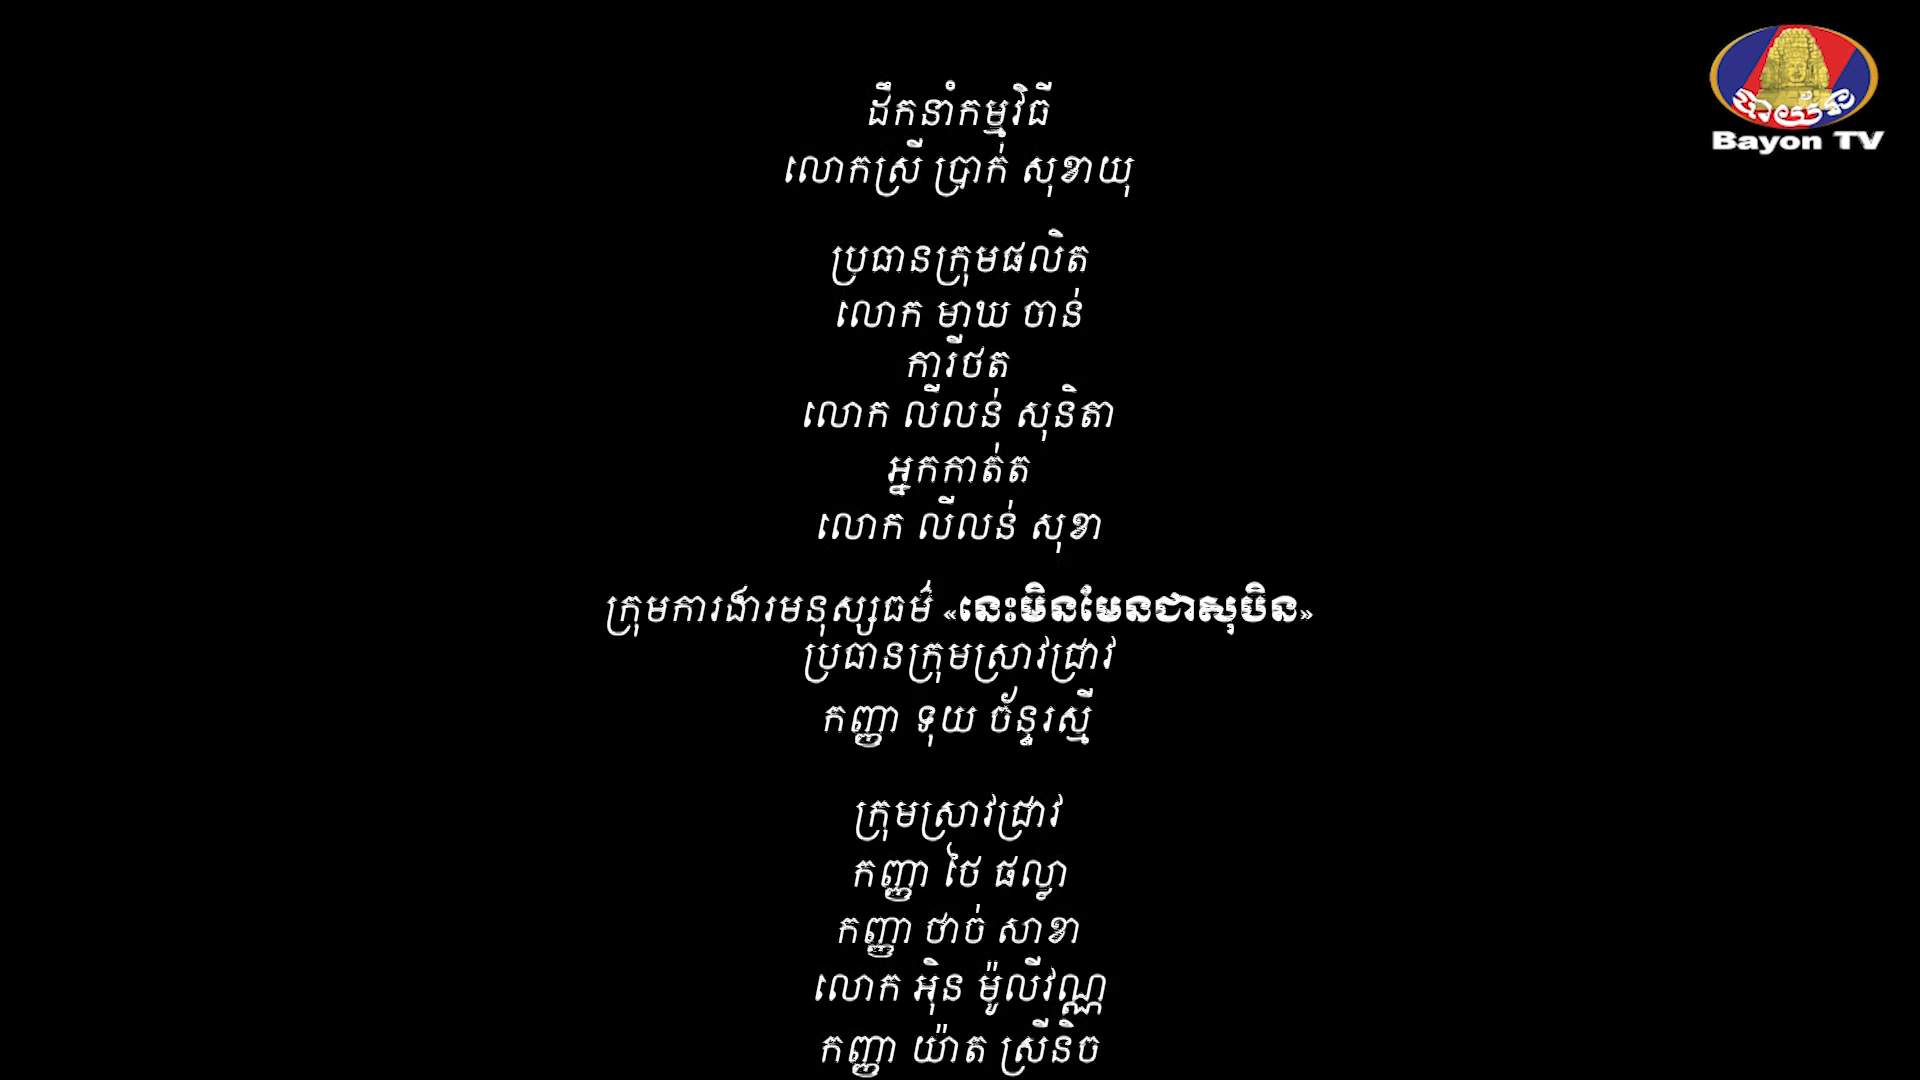 បាយ័ន
Bayon TV
ដឹកនាំកម្មវិធី
លោកស្រី ប្រាក់ សុខាយុ
ប្រធានក្រុមផលិត
លោក មាឃ ចាន់
ការីថត
លោក លីលន់ សុនិតា
អ្នកកាត់ត
លោក លីលន់ សុខា
ក្រុមការងារមនុស្សធម៌ «នេះមិនមែនជាសុបិន»
ប្រធានក្រុមស្រាវជ្រាវ
កញ្ញា ទុយ ច័ន្ទរស្មី
ក្រុមស្រាវជ្រាវ
កញ្ញា ថៃ ផល្លា
កញ្ញា ថាច់ សាខា
លោក អ៊ិន ម៉ូលីវណ្ណ
កញ្ញា យ៉ាត ស្រីនិច